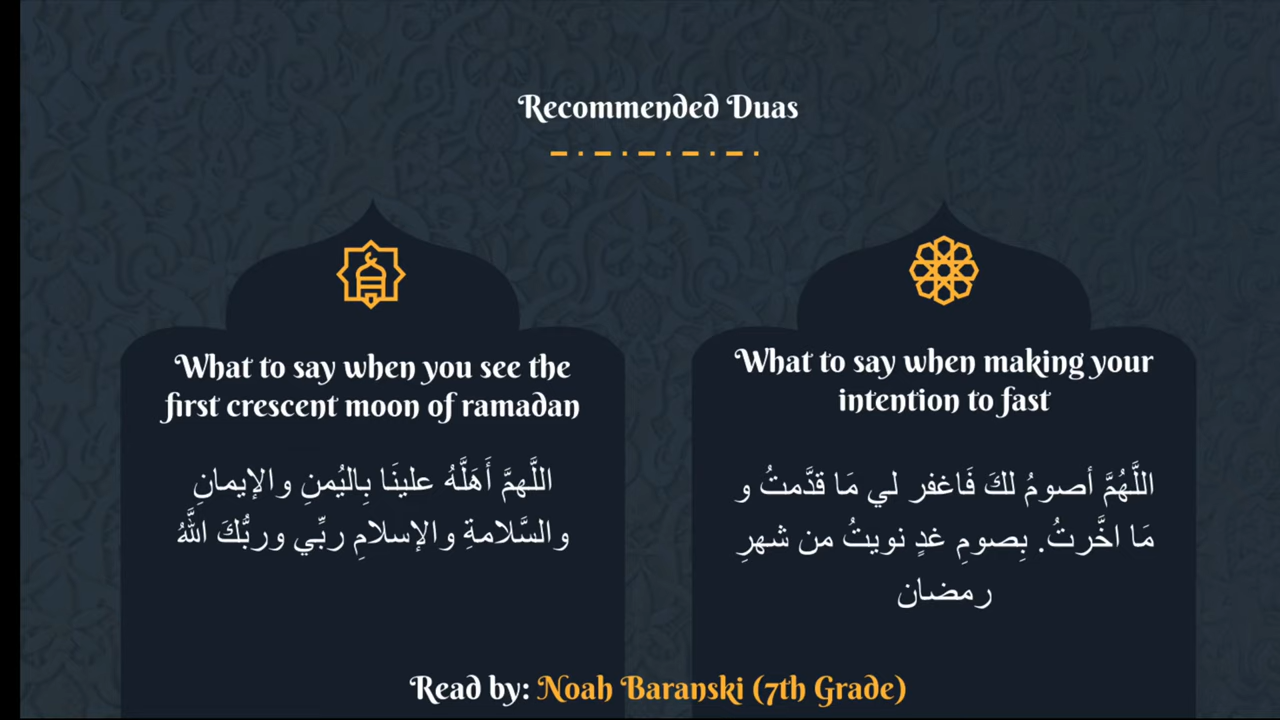 Recommended Duas
What to say when you see the
first crescent moon of ramadan
اللَّهمَّ أَهَلَّهُ علينَا بِاليُمنِ والإيمانِ
والسَّلامةِ والإسلامِ ربِّي وربُّكَ اللَّهُ
What to say when making your
intention to fast
اللَّهُمَّ أصومُ لكَ فَاغفر لي مَا قدَّمتُ و
مَا اخَّرتُ. بِصومِ غدٍ نويتُ من شهرِ
رمضان
Read by: Noah Baranski (7th Grade)